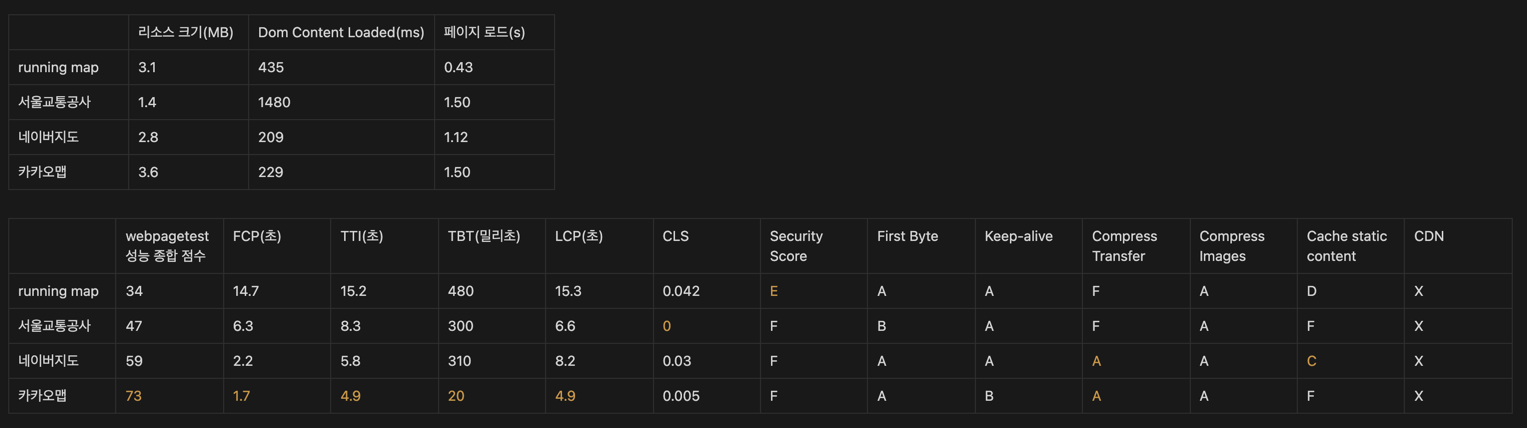 리소스 크기(MB) Dom Content Loaded(ms) 페이지 로드(s)
running map 3.1 435 0.43
서울교통공사 1.4 1480 1.50
네이버지도 2.8 209 1.12
카카오맵 3.6 229 1.50
webpagetest FCP(초) TTI(초) TBT(밀리초) LCP(초) CLS Security First Byte Keep-alive Compress Compress Cache static CDN
성능 종합 점수 Score Transfer Images content
running map 34 14.7 15.2 480 15.3 0.042 E A A F A D X
서울교통공사 47 6.3 8.3 300 6.6 0 F B A F A F X
네이버지도 59 2.2 5.8 310 8.2 0.03 F A A A A C X
카카오맵 73 1.7 4.9 20 4.9 0.005 F A B A A F X